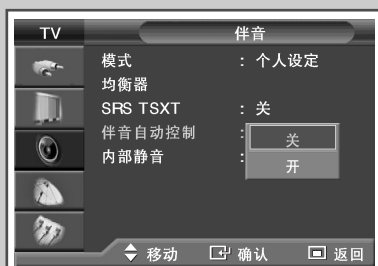 TV 伴音
模式 : 个人设定
均衡器
SRS TSXT : 关
伴音自动控制 : 关
内部静音 : 开
移动 确认 返回